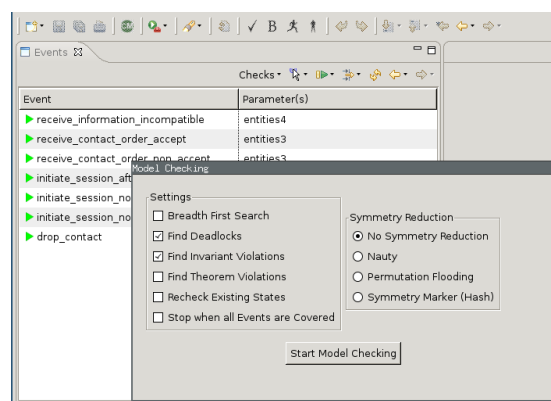 Events
Checks
Event Parameter(s)
receive_information_incompatible entities4
receive_contact_order_accept entities3
receive_contact_order_non_accept entities3
Model Checking
initiate_session_aft
initiate_session_no
initiate_session_no
drop_contact
Settings
Breadth First Search
Find Deadlocks
Find Invariant Violations
Find Theorem Violations
Recheck Existing States
Stop when all Events are Covered
Symmetry Reduction
No Symmetry Reduction
Nauty
Permutation Flooding
Symmetry Marker (Hash)
Start Model Checking